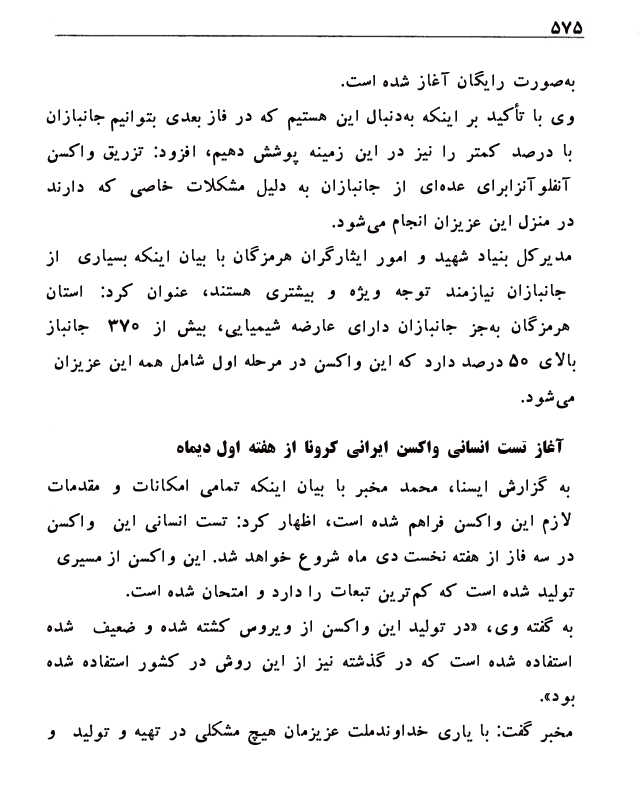 ۵۷۵
به‌صورت رایگان آغاز شده است.
وی با تأکید بر اینکه به‌دنبال این هستیم که در فاز بعدی بتوانیم جانبازان
با درصد کمتر را نیز در این زمینه پوشش دهیم، افزود: تزریق واکسن
آنفلوآنزابرای عده‌ای از جانبازان به دلیل مشکلات خاصی که دارند
در منزل این عزیزان انجام می‌شود.
مدیرکل بنیاد شهید و امور ایثارگران هرمزگان با بیان اینکه بسیاری از
جانبازان نیازمند توجه ویژه و بیشتری هستند، عنوان کرد: استان
هرمزگان به‌جز جانبازان دارای عارضه شیمیایی، بیش از ۳۷۰ جانباز
بالای ۵۰ درصد دارد که این واکسن در مرحله اول شامل همه این عزیزان
می‌شود.
آغاز تست انسانی واکسن ایرانی کرونا از هفته اول دیماه
به گزارش ایسنا، محمد مخبر با بیان اینکه تمامی امکانات و مقدمات
لازم این واکسن فراهم شده است، اظهار کرد: تست انسانی این واکسن
در سه فاز از هفته نخست دی ماه شروع خواهد شد. این واکسن از مسیری
تولید شده است که کم‌ترین تبعات را دارد و امتحان شده است.
به گفته وی، «در تولید این واکسن از ویروس کشته شده و ضعیف شده
استفاده شده است که در گذشته نیز از این روش در کشور استفاده شده
بود».
مخبر گفت: با یاری خداوندملت عزیزمان هیچ مشکلی در تهیه و تولید و